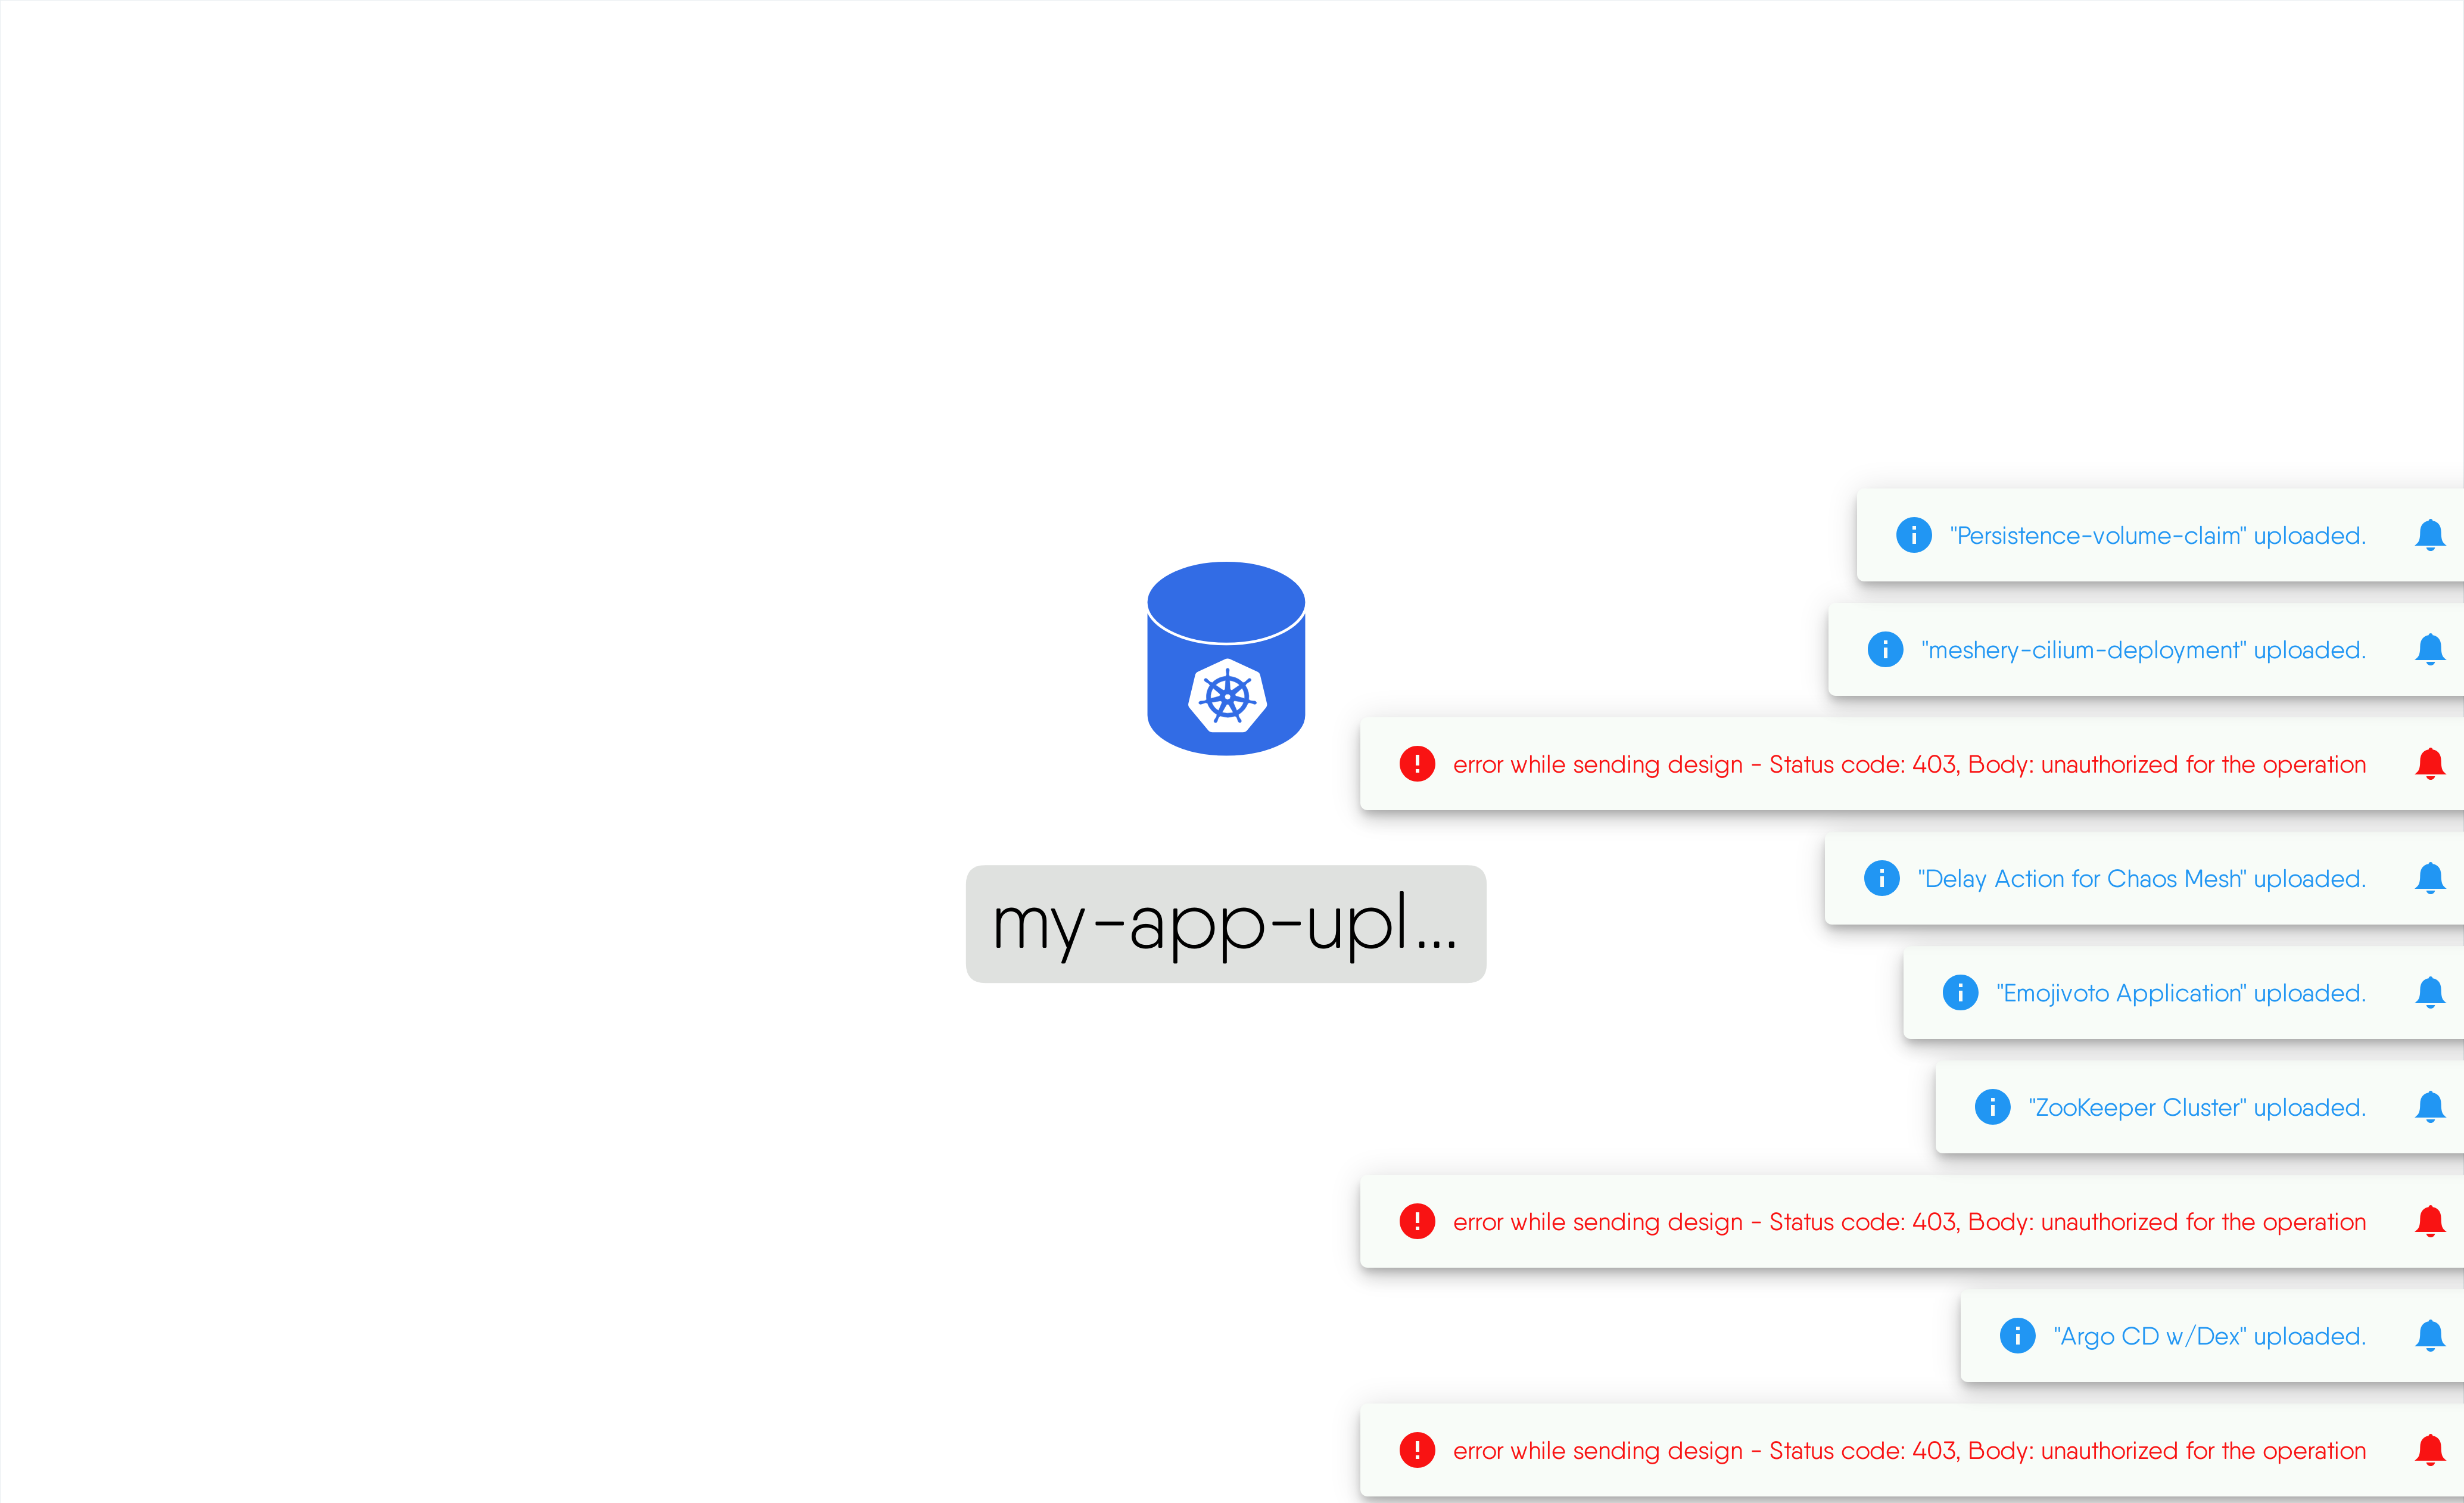 "Persistence-volume-claim" uploaded.
"meshery-cilium-deployment" uploaded.
error while sending design - Status code: 403, Body: unauthorized for the operation
"Delay Action for Chaos Mesh" uploaded.
my-app-upl...
"Emojivoto Application" uploaded.
"ZooKeeper Cluster" uploaded.
error while sending design - Status code: 403, Body: unauthorized for the operation
"Argo CD w/Dex" uploaded.
error while sending design - Status code: 403, Body: unauthorized for the operation